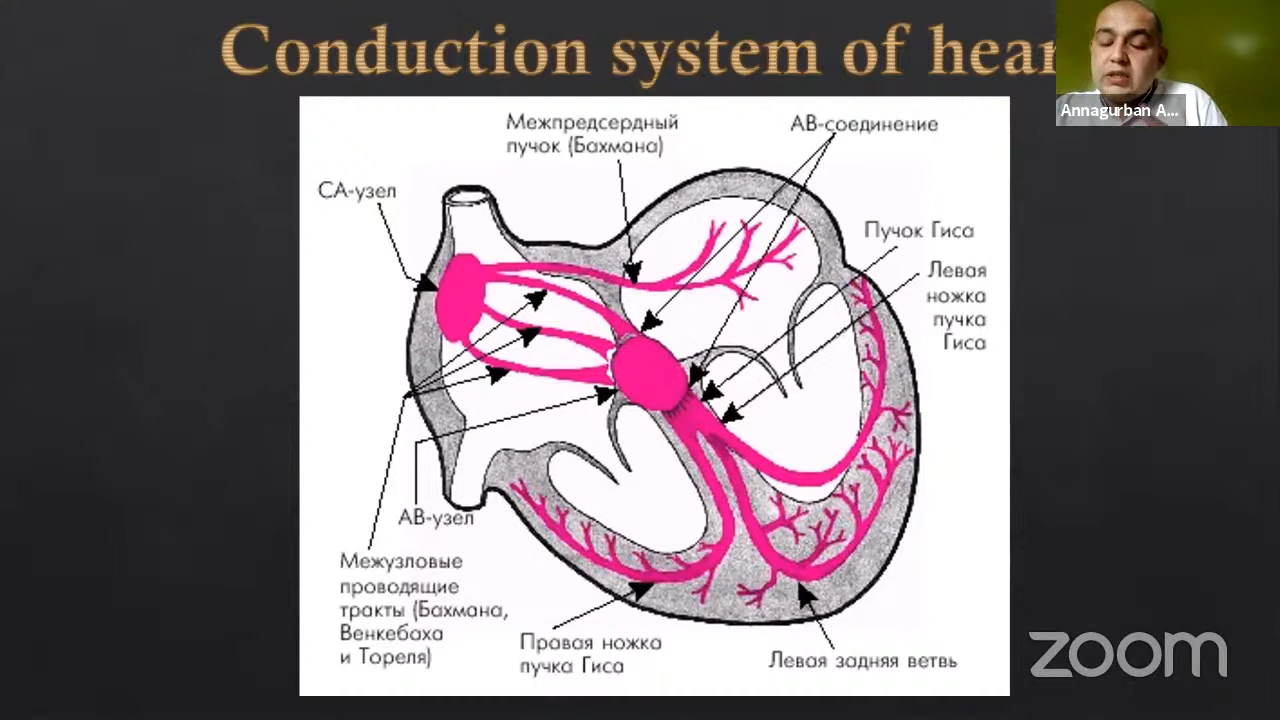 Conduction system of hear
Annagurban A...
Межпредсердный
пучок (Бахмана)
АВ-соединение
СА-узел
Пучок Гиса
Левая
ножка
пучка
Гиса
АВ-узел
Межузловые
проводящие
тракты (Бахмана,
Венкебаха
и Тореля)
Правая ножка
пучка Гиса
Левая задняя ветвь
zoom